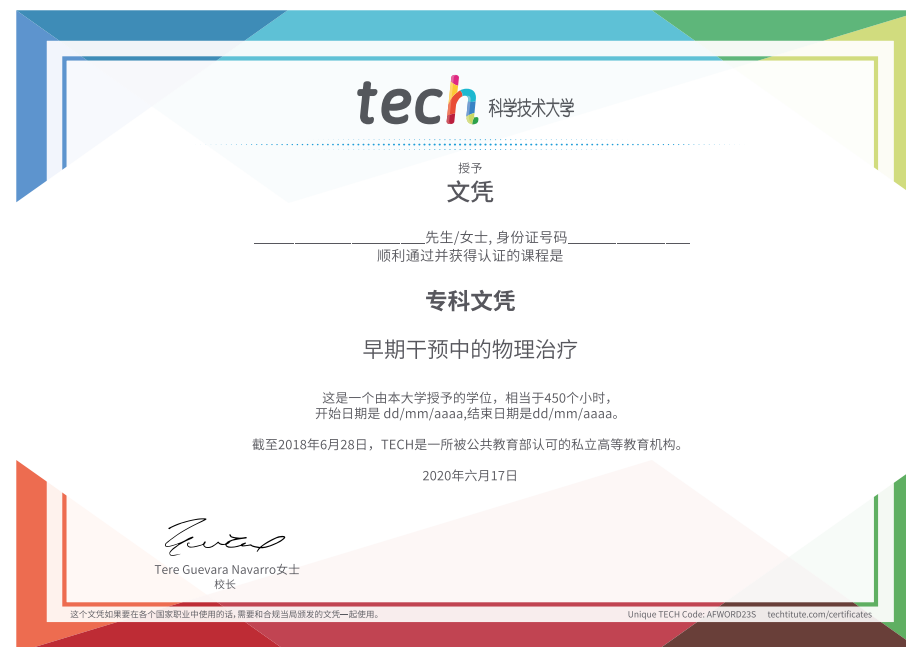 tech 科学技术大学
授予
文凭
________________________先生/女士, 身份证号码_________________
顺利通过并获得认证的课程是
专科文凭
早期干预中的物理治疗
这是一个由本大学授予的学位，相当于450个小时，
开始日期是 dd/mm/aaaa,结束日期是dd/mm/aaaa。
截至2018年6月28日，TECH是一所被公共教育部认可的私立高等教育机构。
2020年六月17日
Tere Guevara Navarro女士
校长
这个文凭如果要在各个国家职业中使用的话,需要和合规当局颁发的文凭一起使用。
Unique TECH Code: AFWORD23S techtitute.com/certificates